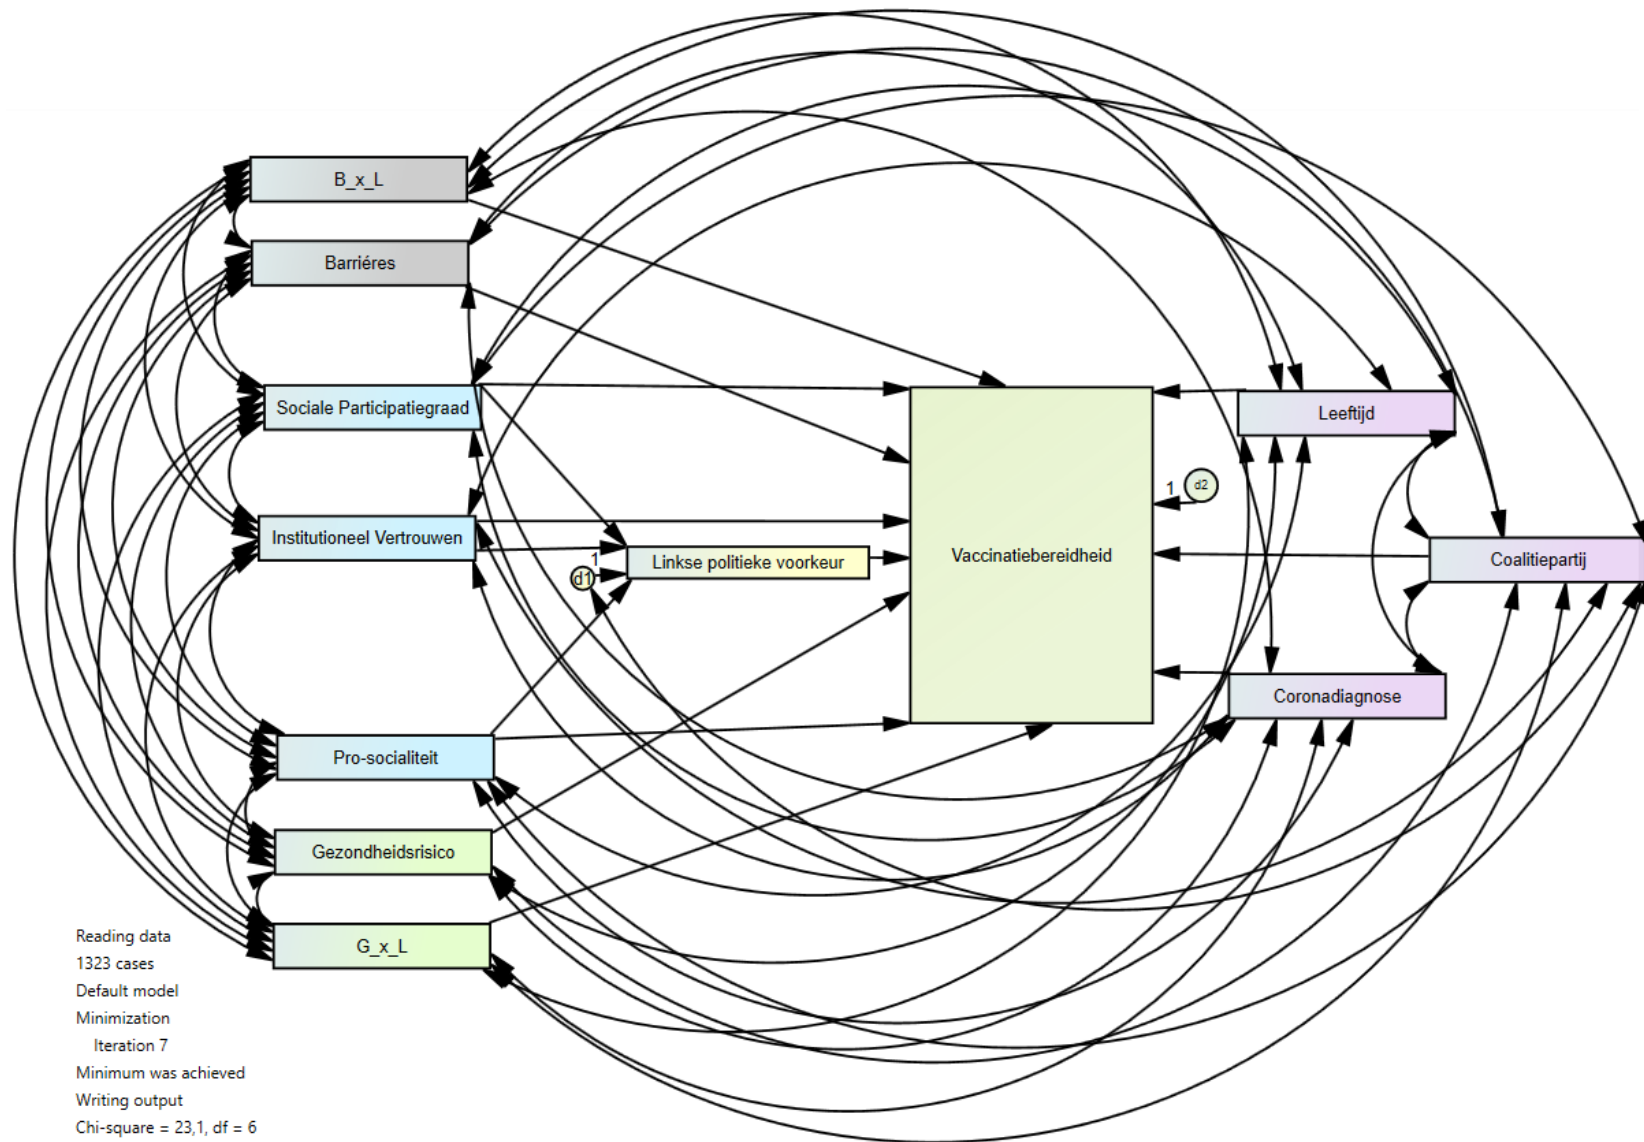 B_x_L
Barriéres
Sociale Participatiegraad
Leeftijd
1
d2
Institutioneel Vertrouwen
1
d1
Linkse politieke voorkeur
Vaccinatiebereidheid
Coalitiepartij
Coronadiagnose
Pro-socialiteit
Gezondheidsrisico
G_x_L
Reading data
1323 cases
Default model
Minimization
Iteration 7
Minimum was achieved
Writing output
Chi-square = 23,1, df = 6